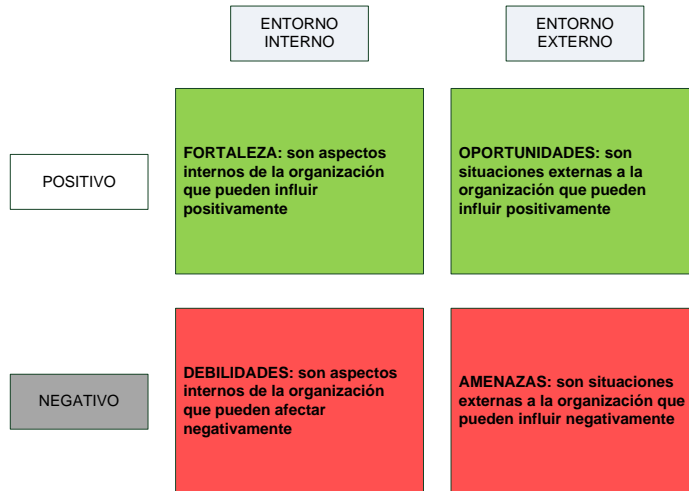 ENTORNO
INTERNO
ENTORNO
EXTERNO
POSITIVO
FORTALEZA: son aspectos
internos de la organización
que pueden influir
positivamente
OPORTUNIDADES: son
situaciones externas a la
organización que pueden
influir positivamente
NEGATIVO
DEBILIDADES: son aspectos
internos de la organización
que pueden afectar
negativamente
AMENAZAS: son situaciones
externas a la organización que
pueden influir negativamente